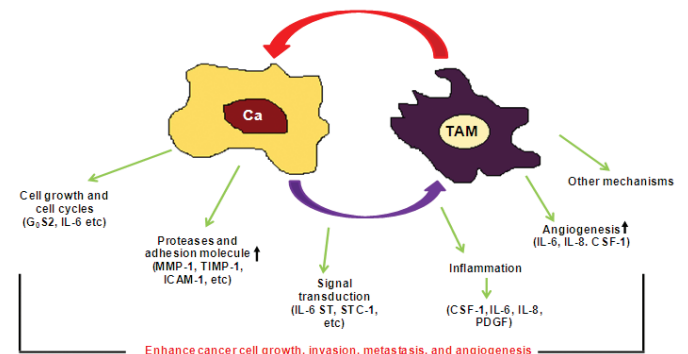 Ca
TAM
Cell growth and
cell cycles
(G₀S2, IL-6 etc)
Proteases and
adhesion molecule
(MMP-1, TIMP-1,
ICAM-1, etc)
Signal
transduction
(IL-6 ST, STC-1,
etc)
Inflammation
(CSF-1, IL-6, IL-8,
PDGF)
Angiogenesis
(IL-6, IL-8. CSF-1)
Other mechanisms
Enhance cancer cell growth, invasion, metastasis, and angiogenesis